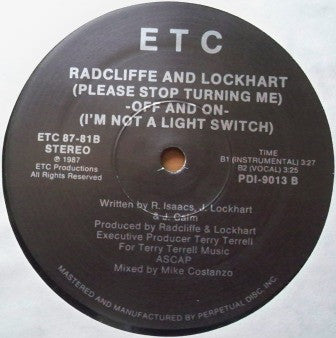 ETC
RADCLIFFE AND LOCKHART
(PLEASE STOP TURNING ME)
-OFF AND ON-
(I'M NOT A LIGHT SWITCH)
ETC 87-81B
STEREO
℗ 1987
ETC Productions
All Rights Reserved
TIME
B1 (INSTRUMENTAL) 3:27
B2 (VOCAL) 3:25
PDI-9013 B
Written by R. Isaacs, J. Lockhart
& J. Calm
Produced by Radcliffe & Lockhart
Executive Producer Terry Terrell
For Terry Terrell Music
ASCAP
Mixed by Mike Costanzo
MASTERED AND MANUFACTURED BY PERPETUAL DISC, INC.